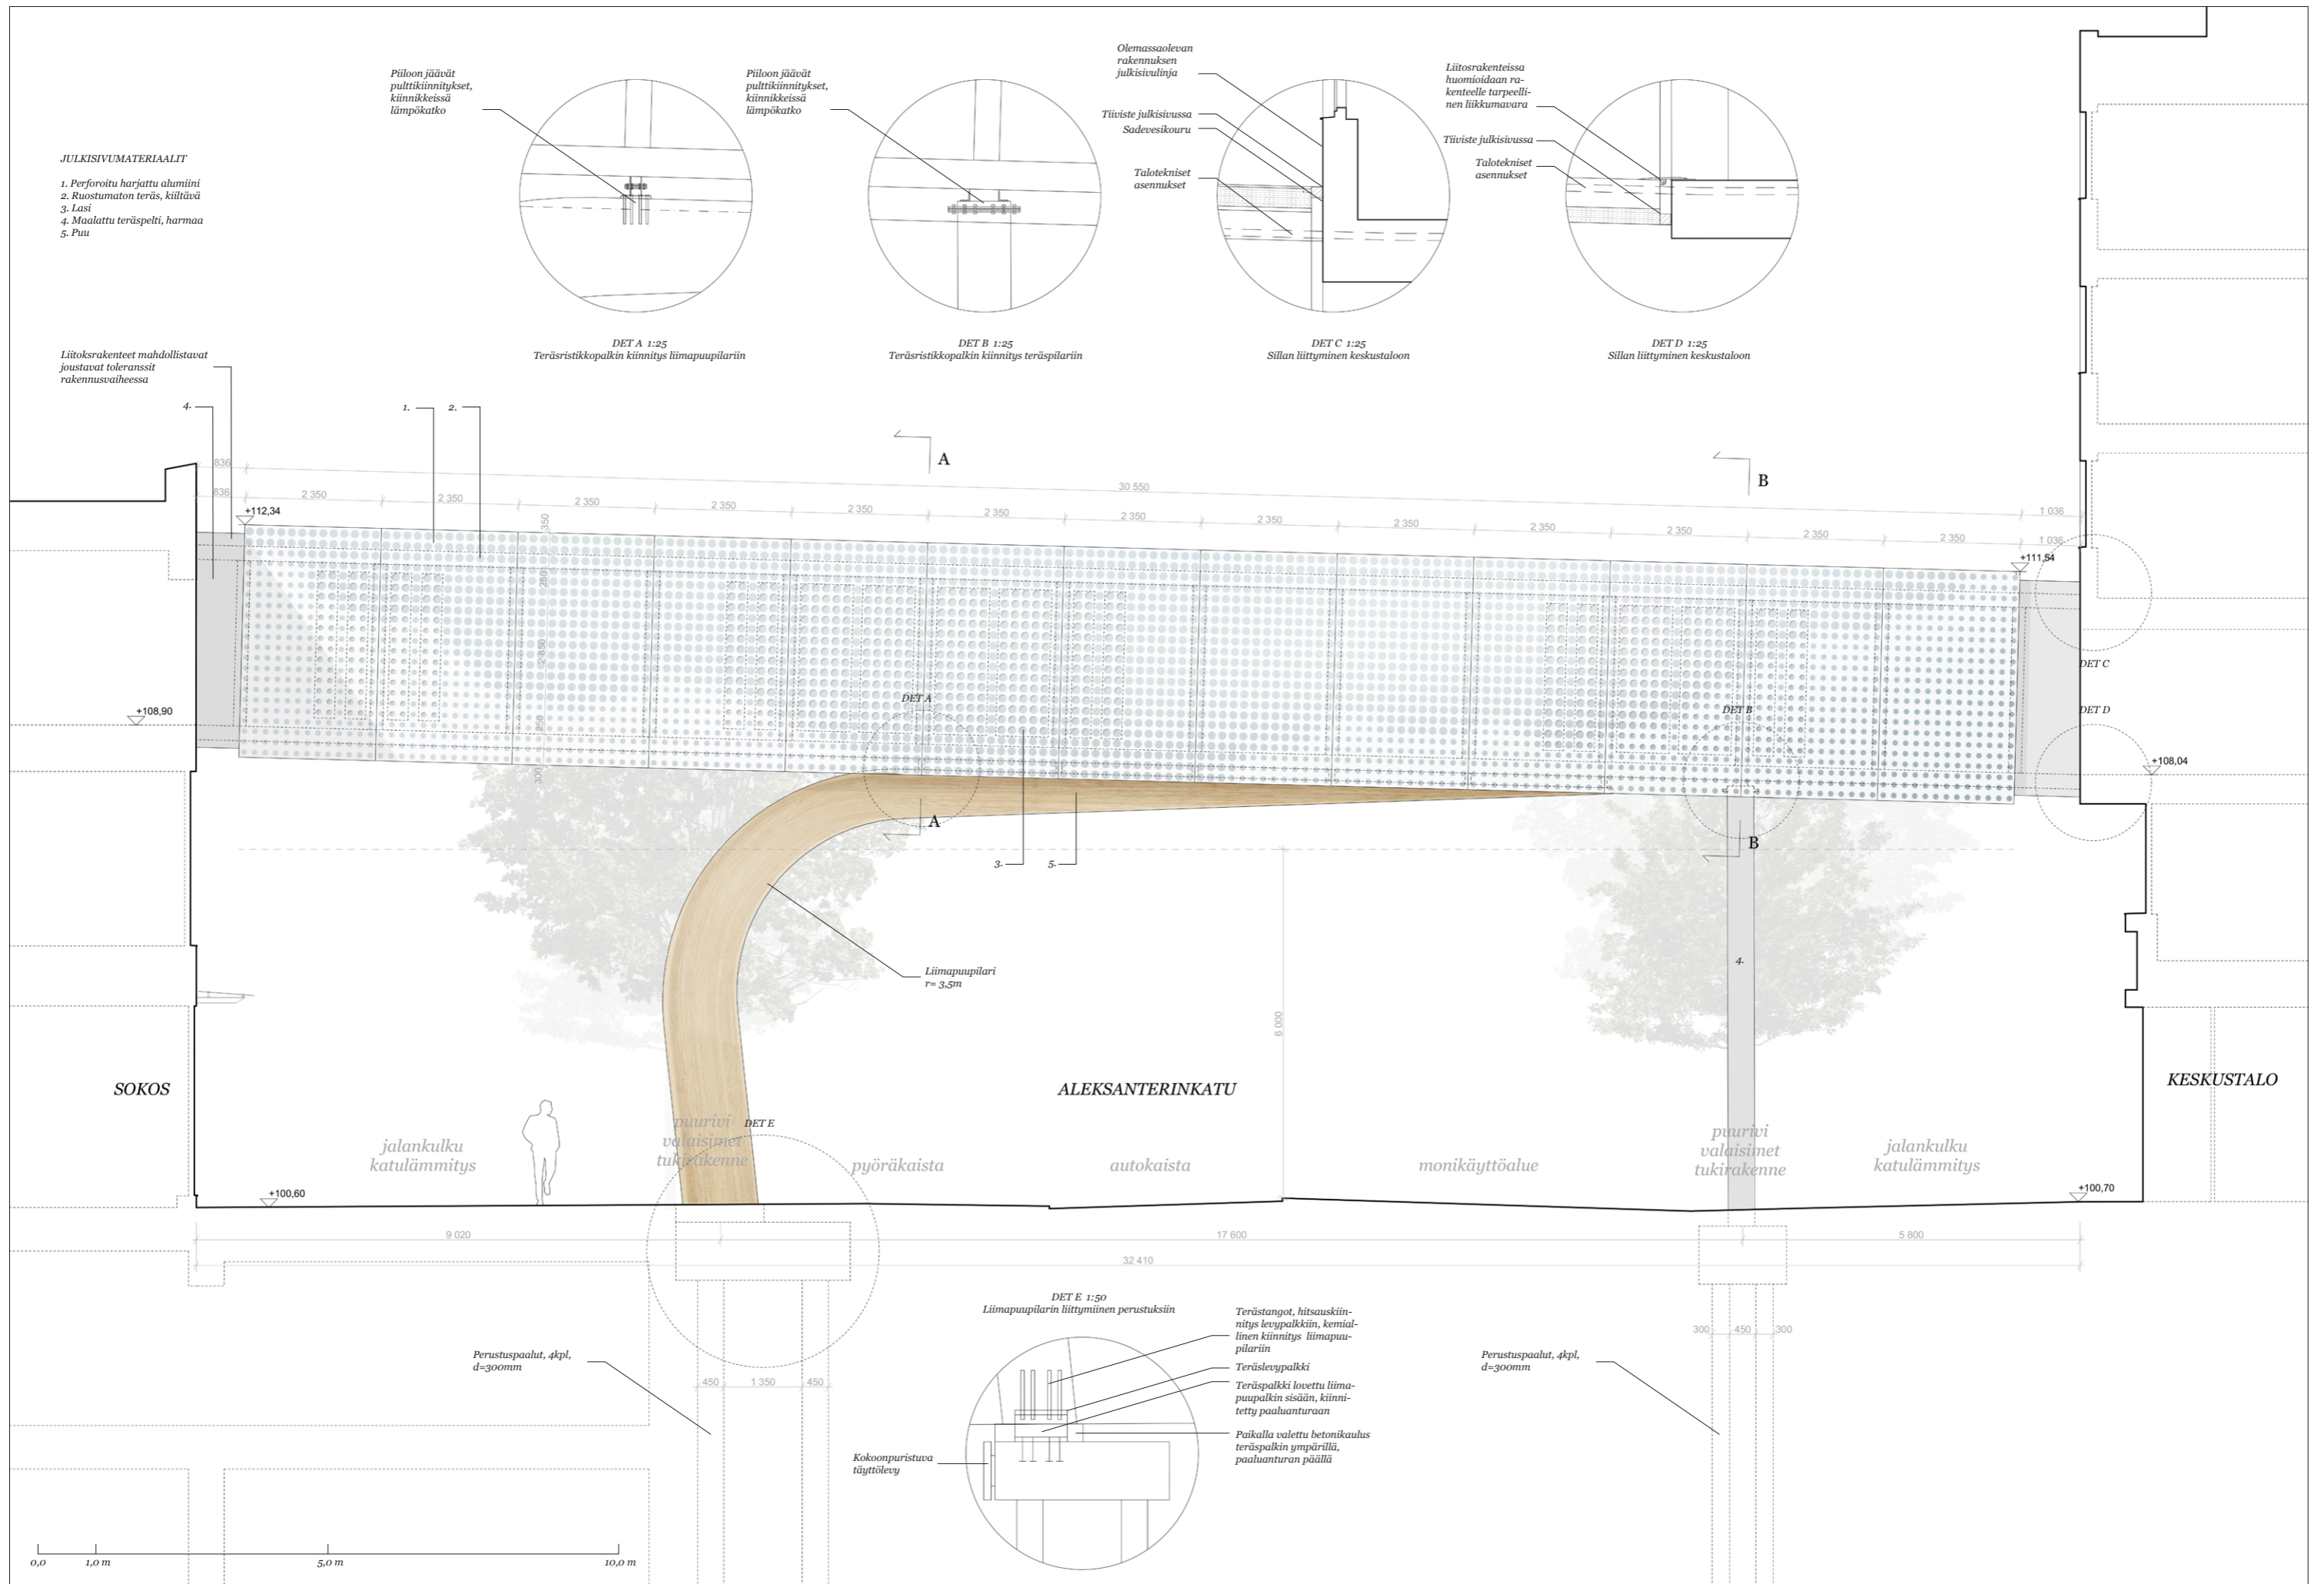 Piiloon jäävät
pulttikiinnitykset,
kiinnikkeissä
lämpökatko
Piiloon jäävät
pulttikiinnitykset,
kiinnikkeissä
lämpökatko
Olemassaolevan
rakennuksen
julkisivulinja
Tiiviste julkisivussa
Sadevesikouru
Talotekniset
asennukset
Liitosrakenteissa
huomioidaan ra-
kenteelle tarpeelli-
nen liikkumavara
Tiiviste julkisivussa
Talotekniset
asennukset
JULKISIVUMATERIAALIT
1. Perforoitu harjattu alumiini
2. Ruostumaton teräs, kiiltävä
3. Lasi
4. Maalattu teräspelti, harmaa
5. Puu
DET A 1:25
Teräsristikkopalkin kiinnitys liimapuupilariin
DET B 1:25
Teräsristikkopalkin kiinnitys teräspilariin
DET C 1:25
Sillan liittyminen keskustaloon
DET D 1:25
Sillan liittyminen keskustaloon
Liitoksrakenteet mahdollistavat
joustavat toleranssit
rakennusvaiheessa
4.
1.
2.
A
B
836
30 550
1 036
836
2 350
2 350
2 350
2 350
2 350
2 350
2 350
2 350
2 350
2 350
2 350
2 350
2 350
1 036
+112,34
+111,54
350
250
2 850
250
300
+108,90
+108,04
DET A
DET B
DET C
DET D
A
B
3.
5.
4.
Liimapuupilari
r= 3,5m
6 000
SOKOS
ALEKSANTERINKATU
KESKUSTALO
jalankulku
katulämmitys
puurivi
valaisimet
tukirakenne
DET E
pyöräkaista
autokaista
monikäyttöalue
puurivi
valaisimet
tukirakenne
jalankulku
katulämmitys
+100,60
+100,70
9 020
17 600
5 800
32 410
DET E 1:50
Liimapuupilarin liittymiinen perustuksiin
Terästangot, hitsauskiin-
nitys levypalkkiin, kemial-
linen kiinnitys liimapuu-
pilariin
Teräslevypalkki
Teräspalkki lovettu liima-
puupalkin sisään, kiinni-
tetty paaluanturaan
Paikalla valettu betonikaulus
teräspalkin ympärillä,
paaluanturan päällä
Kokoonpuristuva
täyttölevy
Perustuspaalut, 4kpl,
d=300mm
450
1 350
450
Perustuspaalut, 4kpl,
d=300mm
300
450
300
0,0
1,0 m
5,0 m
10,0 m